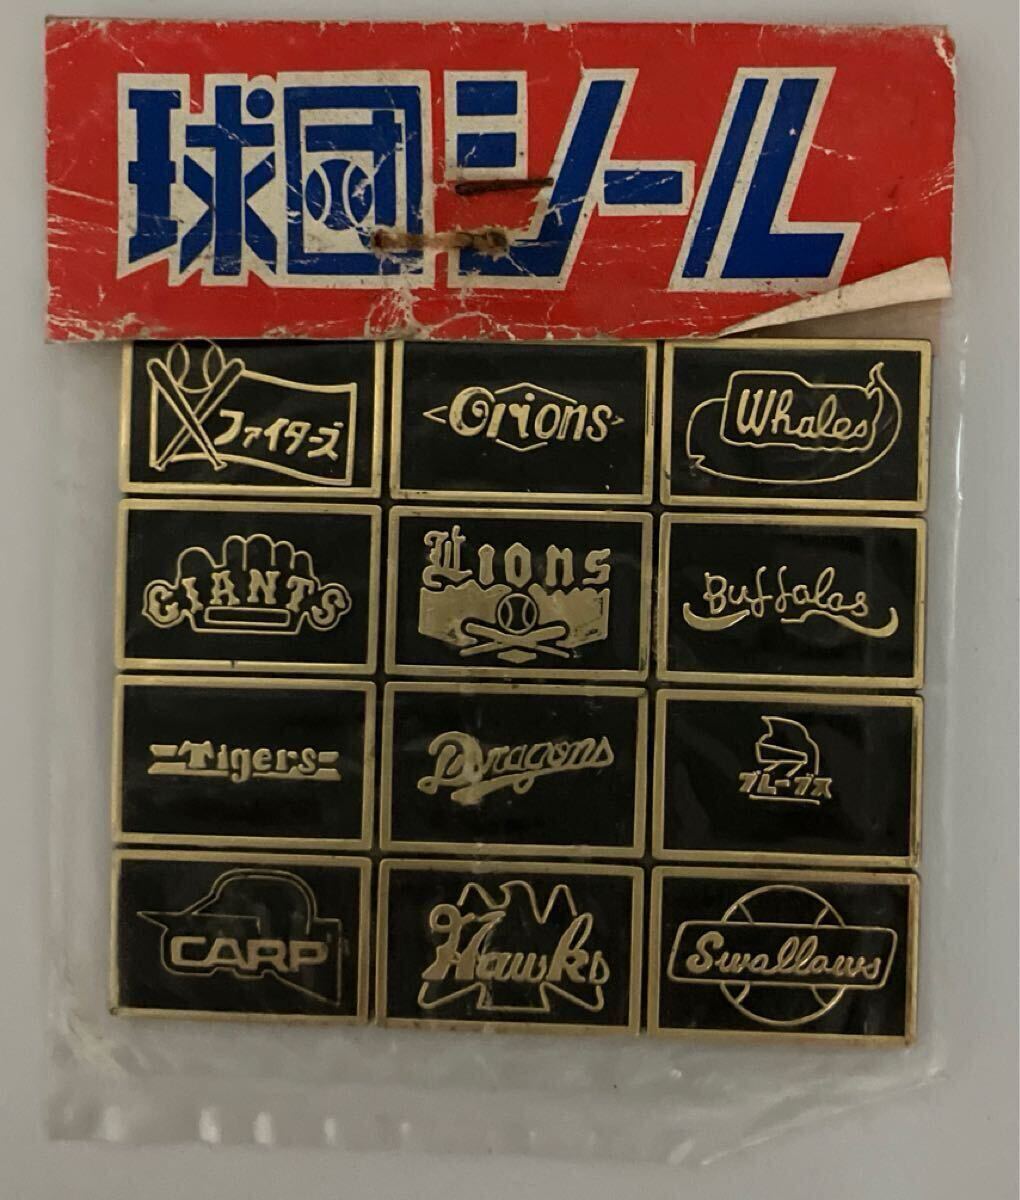 球団シール
ファイターズ
Orions
Whales
GIANTS
Lions
Buffaloes
Tigers
Dragons
ブレーブス
CARP
Hawks
Swallows